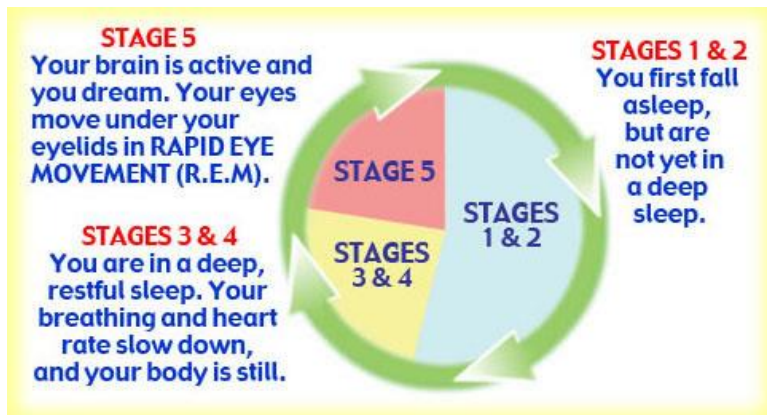 STAGE 5
Your brain is active and
you dream. Your eyes
move under your
eyelids in RAPID EYE
MOVEMENT (R.E.M).
STAGES 1 & 2
You first fall
asleep,
but are
not yet in
a deep
sleep.
STAGE 5
STAGES
1 & 2
STAGES
3 & 4
STAGES 3 & 4
You are in a deep,
restful sleep. Your
breathing and heart
rate slow down,
and your body is still.